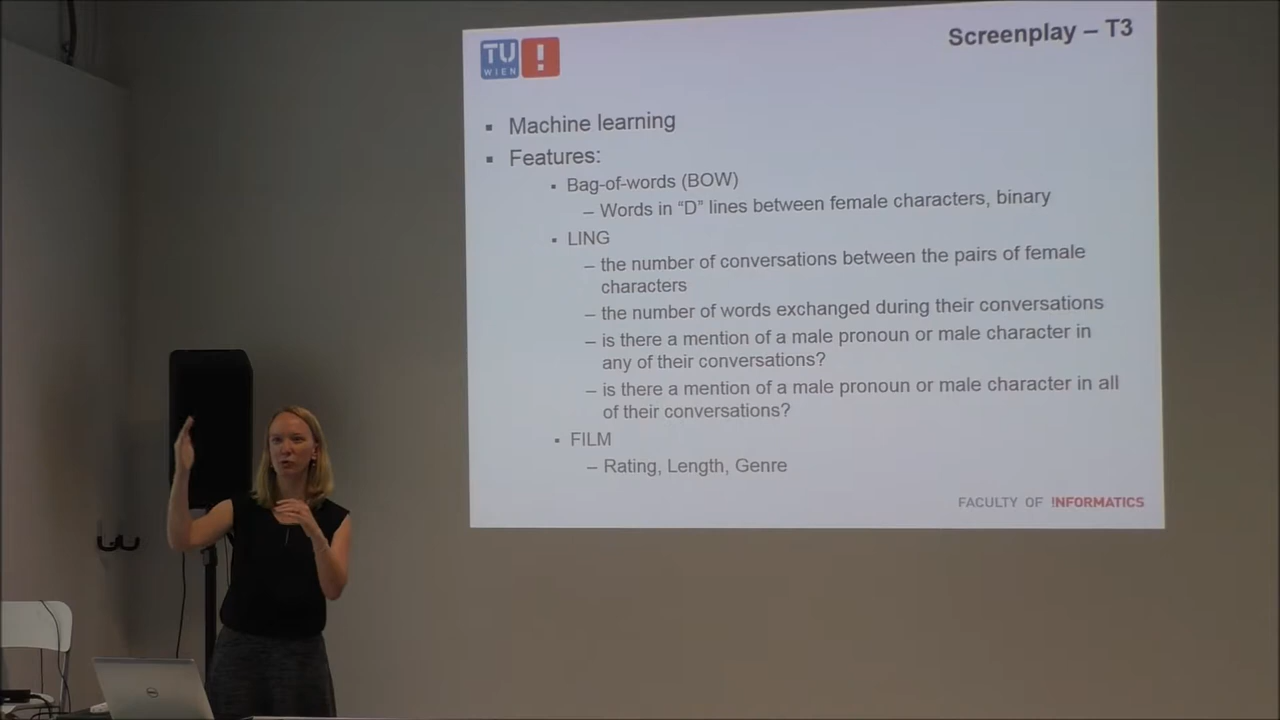 TU
WIEN
!
Screenplay – T3
▪ Machine learning
▪ Features:
▪ Bag-of-words (BOW)
– Words in “D” lines between female characters, binary
▪ LING
– the number of conversations between the pairs of female
characters
– the number of words exchanged during their conversations
– is there a mention of a male pronoun or male character in
any of their conversations?
– is there a mention of a male pronoun or male character in all
of their conversations?
▪ FILM
– Rating, Length, Genre
FACULTY OF !NFORMATICS
DELL